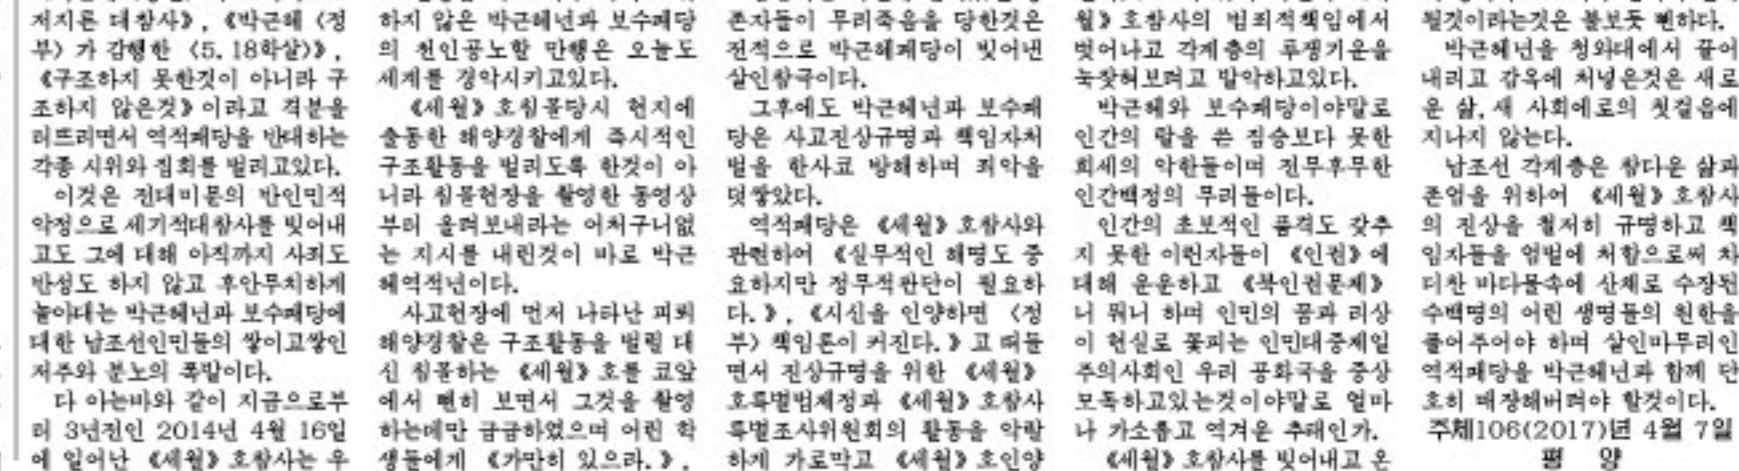 저지른 대참사》, 《박근혜 〈정
부〉가 감행한 〈5.18학살〉》,
《구조하지 못한것이 아니라 구
조하지 않은것》이라고 격분을
터뜨리면서 역적패당을 반대하는
각종 시위와 집회를 벌리고있다.
이것은 전대미문의 반인민적
악정으로 세기적대참사를 빚어내
고도 그에 대해 아직까지 사죄도
반성도 하지 않고 후안무치하게
놀아대는 박근혜년과 보수패당에
대한 남조선인민들의 쌓이고쌓인
저주와 분노의 폭발이다.
다 아는바와 같이 지금으로부
터 3년전인 2014년 4월 16일
에 일어난 《세월》호참사는 우
하지 않은 박근혜년과 보수패당
의 천인공노할 만행은 오늘도
세계를 경악시키고있다.
《세월》호침몰당시 현지에
출동한 해양경찰에게 즉시적인
구조활동을 벌리도록 한것이 아
니라 침몰현장을 촬영한 동영상
부터 올려보내라는 어처구니없
는 지시를 내린것이 바로 박근
혜역적년이다.
사고현장에 먼저 나타난 괴뢰
해양경찰은 구조활동을 벌릴 대
신 침몰하는 《세월》호를 코앞
에서 뻔히 보면서 그것을 촬영
하는데만 급급하였으며 어린 학
생들에게 《가만히 있으라.》,
존자들이 무리죽음을 당한것은
전적으로 박근혜패당이 빚어낸
살인참극이다.
그후에도 박근혜년과 보수패
당은 사고진상규명과 책임자처
벌을 한사코 방해하며 죄악을
덧쌓았다.
역적패당은 《세월》호참사와
관련하여 《실무적인 해명도 중
요하지만 정무적판단이 필요하
다.》, 《시신을 인양하면 〈정
부〉책임론이 커진다.》고 떠들
면서 진상규명을 위한 《세월》
호특별법제정과 《세월》호참사
특별조사위원회의 활동을 악랄
하게 가로막고 《세월》호인양
월》호참사의 범죄적책임에서
벗어나고 각계층의 투쟁기운을
눅잦혀보려고 발악하고있다.
박근혜와 보수패당이야말로
인간의 탈을 쓴 짐승보다 못한
희세의 악한들이며 전무후무한
인간백정의 무리들이다.
인간의 초보적인 품격도 갖추
지 못한 이런자들이 《인권》에
대해 운운하고 《북인권문제》
니 뭐니 하며 인민의 꿈과 리상
이 현실로 꽃피는 인민대중제일
주의사회인 우리 공화국을 중상
모독하고있는것이야말로 얼마
나 가소롭고 역겨운 추태인가.
《세월》호참사를 빚어내고 온
될것이라는것은 불보듯 뻔하다.
박근혜년을 청와대에서 끌어
내리고 감옥에 처넣은것은 새로
운 삶, 새 사회에로의 첫걸음에
지나지 않는다.
남조선 각계층은 참다운 삶과
존엄을 위하여 《세월》호참사
의 진상을 철저히 규명하고 책
임자들을 엄벌에 처함으로써 차
디찬 바다물속에 산채로 수장된
수백명의 어린 생명들의 원한을
풀어주어야 하며 살인마무리인
역적패당을 박근혜년과 함께 단
호히 매장해버려야 할것이다.
주체106(2017)년 4월 7일
평 양